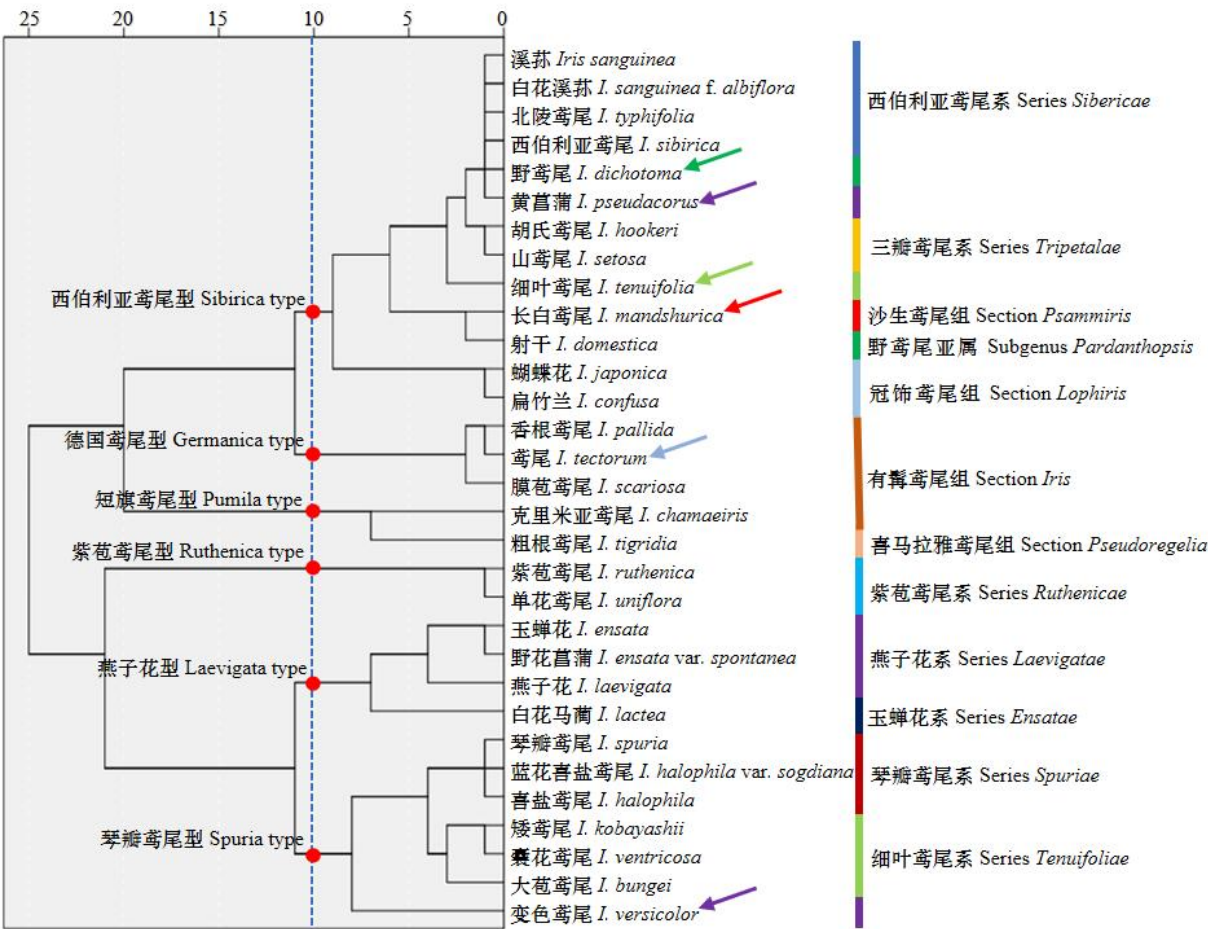 25 20 15 10 5 0
溪荪 Iris sanguinea
白花溪荪 I. sanguinea f. albiflora
北陵鸢尾 I. typhifolia
西伯利亚鸢尾 I. sibirica
野鸢尾 I. dichotoma
黄菖蒲 I. pseudacorus
胡氏鸢尾 I. hookeri
山鸢尾 I. setosa
细叶鸢尾 I. tenuifolia
长白鸢尾 I. mandshurica
射干 I. domestica
蝴蝶花 I. japonica
扁竹兰 I. confusa
香根鸢尾 I. pallida
鸢尾 I. tectorum
膜苞鸢尾 I. scariosa
克里米亚鸢尾 I. chamaeiris
粗根鸢尾 I. tigridia
紫苞鸢尾 I. ruthenica
单花鸢尾 I. uniflora
玉蝉花 I. ensata
野花菖蒲 I. ensata var. spontanea
燕子花 I. laevigata
白花马蔺 I. lactea
琴瓣鸢尾 I. spuria
蓝花喜盐鸢尾 I. halophila var. sogdiana
喜盐鸢尾 I. halophila
矮鸢尾 I. kobayashii
囊花鸢尾 I. ventricosa
大苞鸢尾 I. bungei
变色鸢尾 I. versicolor
西伯利亚鸢尾型 Sibirica type
德国鸢尾型 Germanica type
短旗鸢尾型 Pumila type
紫苞鸢尾型 Ruthenica type
燕子花型 Laevigata type
琴瓣鸢尾型 Spuria type
西伯利亚鸢尾系 Series Sibericae
三瓣鸢尾系 Series Tripetalae
沙生鸢尾组 Section Psammiris
野鸢尾亚属 Subgenus Pardanthopsis
冠饰鸢尾组 Section Lophiris
有髯鸢尾组 Section Iris
喜马拉雅鸢尾组 Section Pseudoregelia
紫苞鸢尾系 Series Ruthenicae
燕子花系 Series Laevigatae
玉蝉花系 Series Ensatae
琴瓣鸢尾系 Series Spuriae
细叶鸢尾系 Series Tenuifoliae